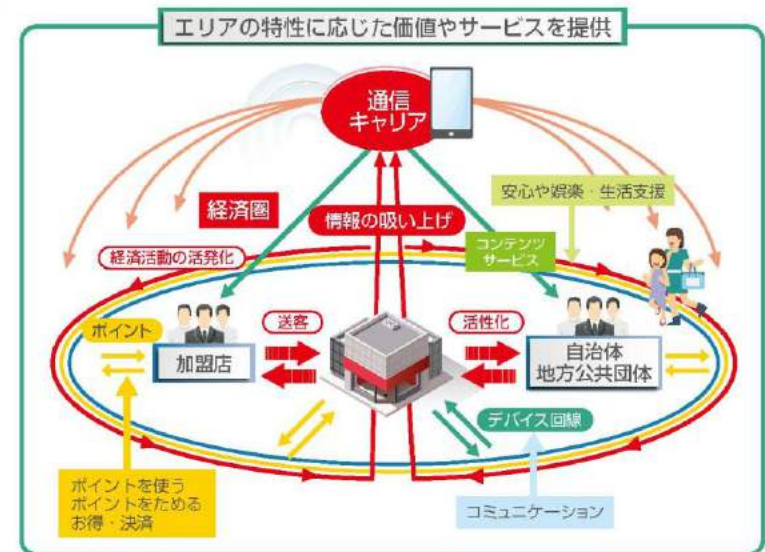 エリアの特性に応じた価値やサービスを提供
通信
キャリア
経済圏
情報の吸い上げ
安心や娯楽・生活支援
経済活動の活発化
コンテンツ
サービス
ポイント
送客
活性化
加盟店
自治体
地方公共団体
デバイス回線
ポイントを使う
ポイントをためる
お得・決済
コミュニケーション